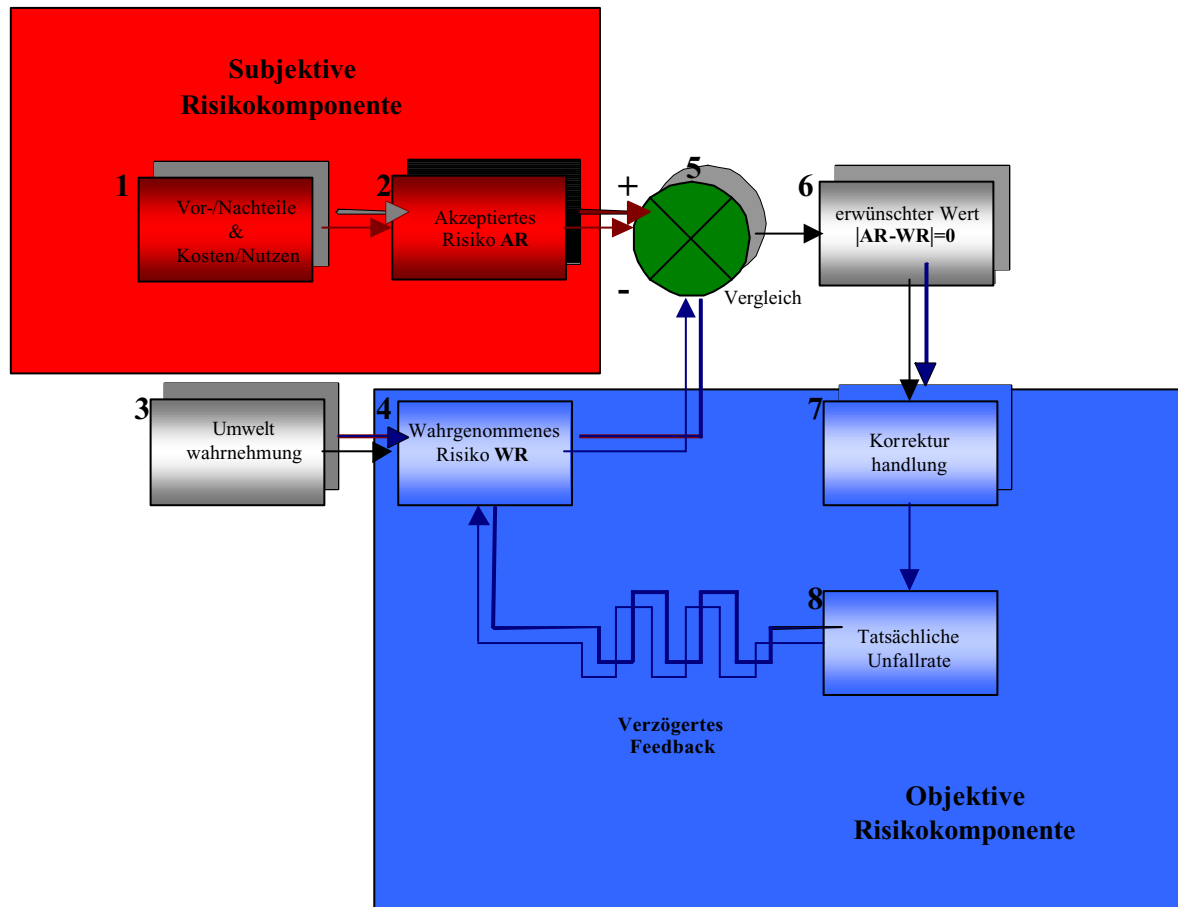 Subjektive
Risikokomponente
1
Vor-/Nachteile
&
Kosten/Nutzen
2
Akzeptiertes
Risiko AR
+
-
5
Vergleich
6
erwünschter Wert
|AR-WR|=0
3
Umwelt
wahrnehmung
4
Wahrgenommenes
Risiko WR
7
Korrektur
handlung
8
Tatsächliche
Unfallrate
Verzögertes
Feedback
Objektive
Risikokomponente